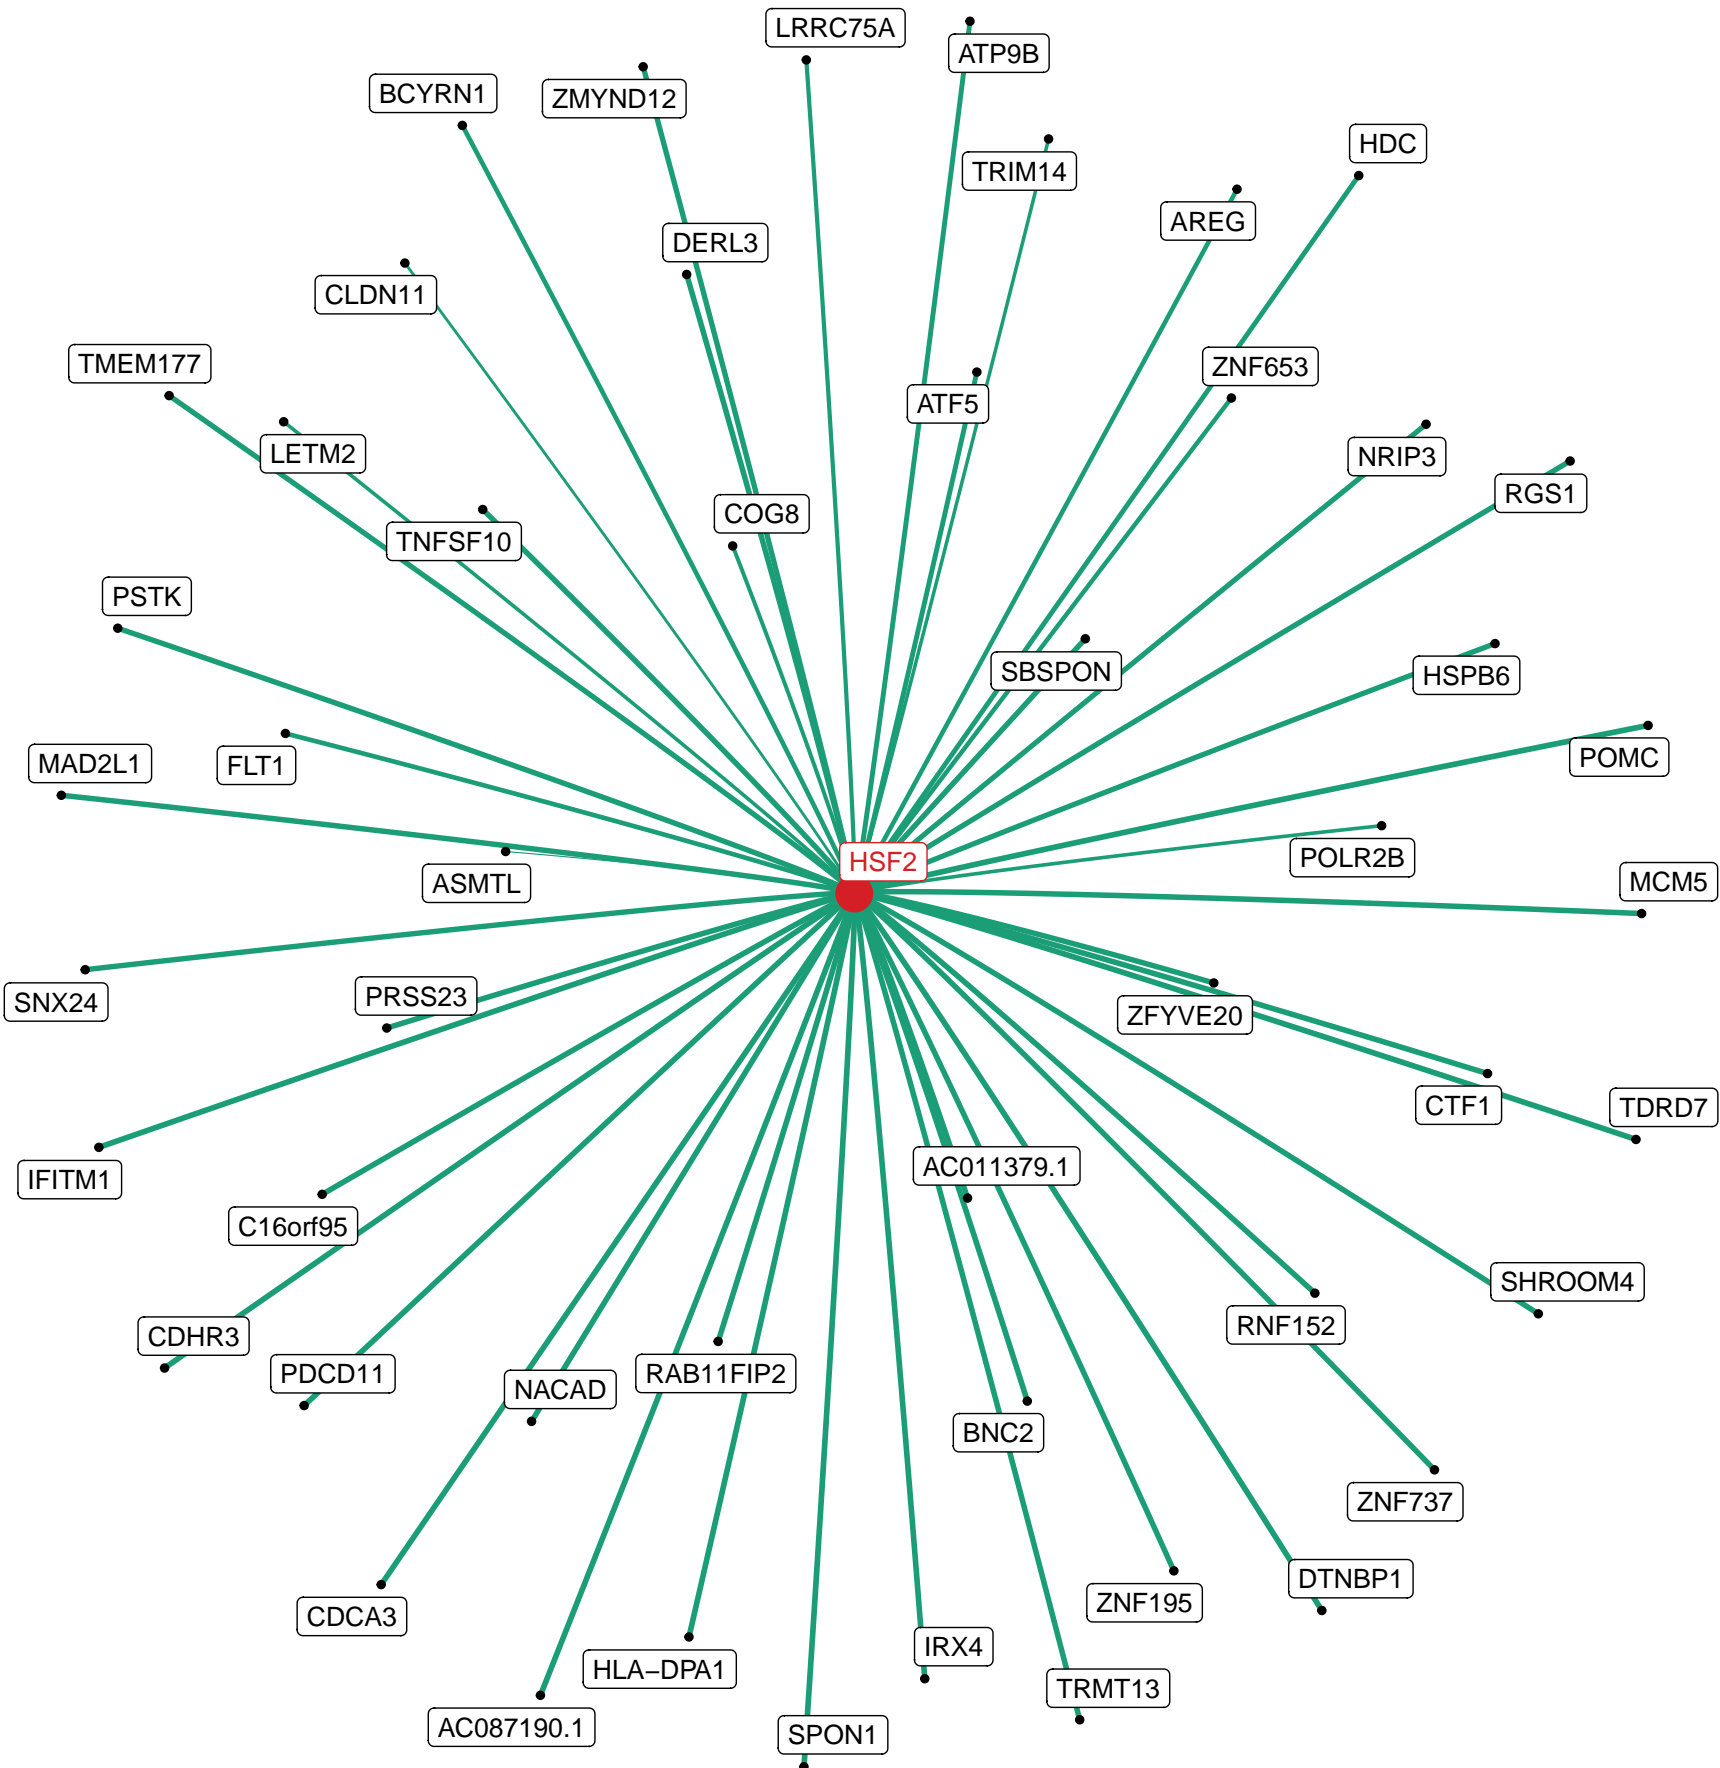 LRRC75A
ATP9B
BCYRN1
ZMYND12
HDC
TRIM14
AREG
DERL3
CLDN11
TMEM177
ZNF653
ATF5
LETM2
NRIP3
RGS1
COG8
TNFSF10
PSTK
SBSPON
HSPB6
MAD2L1
FLT1
POMC
HSF2
POLR2B
ASMTL
MCM5
PRSS23
SNX24
ZFYVE20
CTF1
TDRD7
AC011379.1
IFITM1
C16orf95
SHROOM4
RNF152
CDHR3
PDCD11
RAB11FIP2
NACAD
BNC2
ZNF737
DTNBP1
ZNF195
CDCA3
IRX4
HLA−DPA1
TRMT13
AC087190.1
SPON1